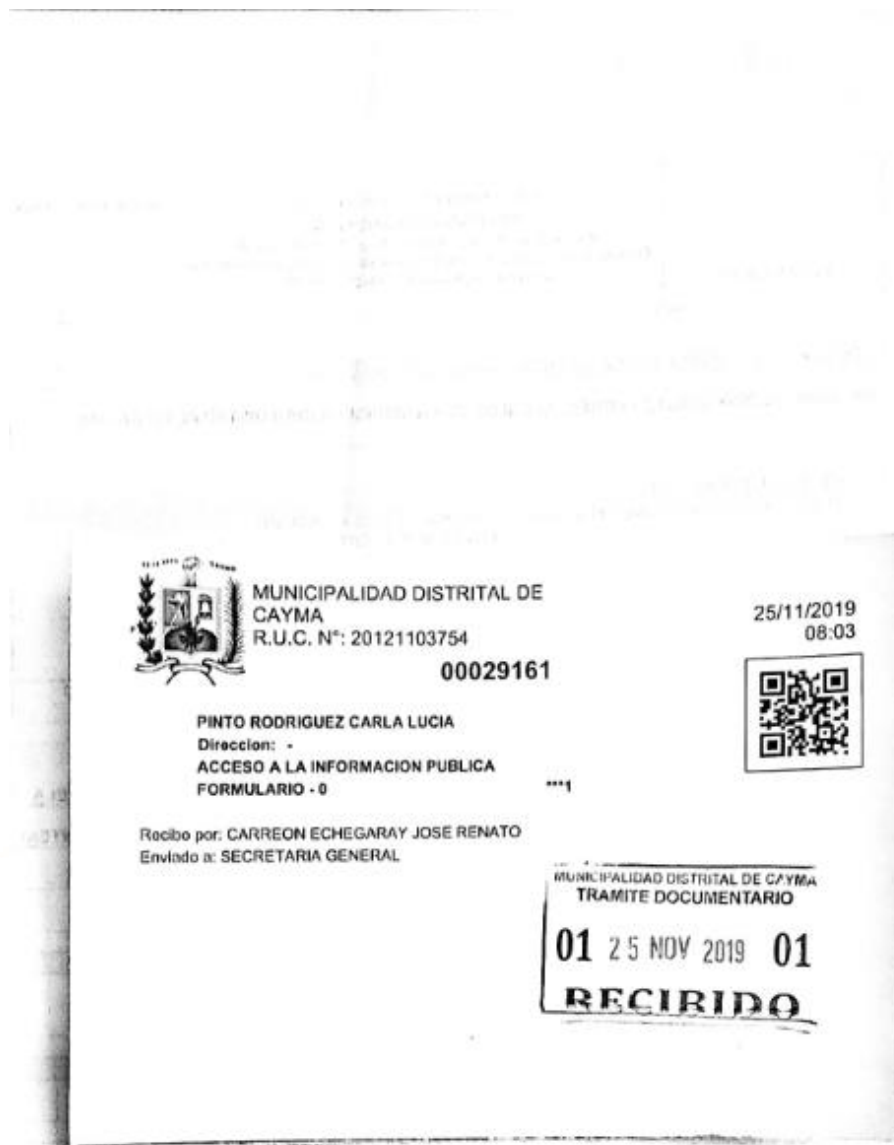 MUNICIPALIDAD DISTRITAL DE
CAYMA
R.U.C. N°: 20121103754
00029161
25/11/2019
08:03
PINTO RODRIGUEZ CARLA LUCIA
Direccion: -
ACCESO A LA INFORMACION PUBLICA
FORMULARIO - 0 ***1
Recibo por: CARREON ECHEGARAY JOSE RENATO
Enviado a: SECRETARIA GENERAL
MUNICIPALIDAD DISTRITAL DE CAYMA
TRAMITE DOCUMENTARIO
01 25 NOV 2019 01
RECIBIDO